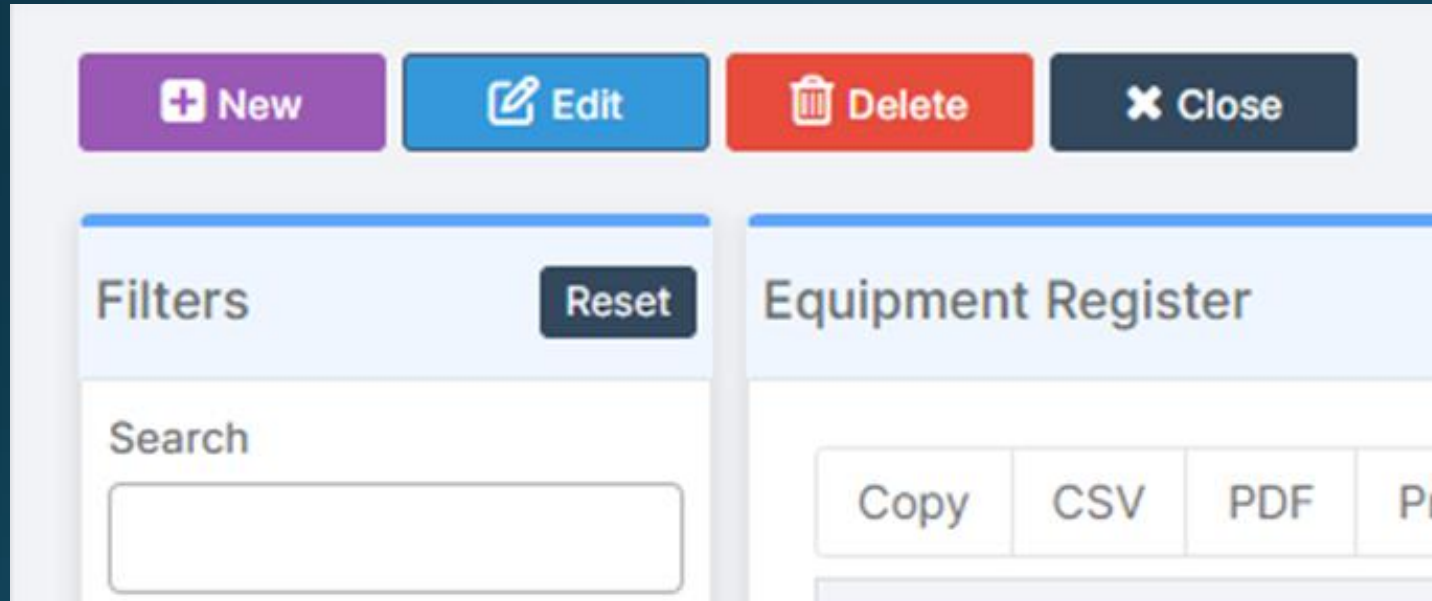 New Edit Delete Close
Filters Reset
Equipment Register
Search
Copy CSV PDF